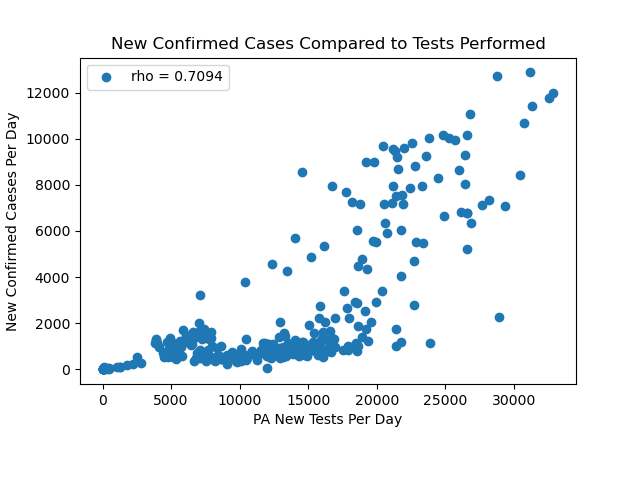 New Confirmed Cases Compared to Tests Performed
rho = 0.7094
12000
10000
8000
6000
4000
2000
0
New Confirmed Caeses Per Day
0 5000 10000 15000 20000 25000 30000
PA New Tests Per Day